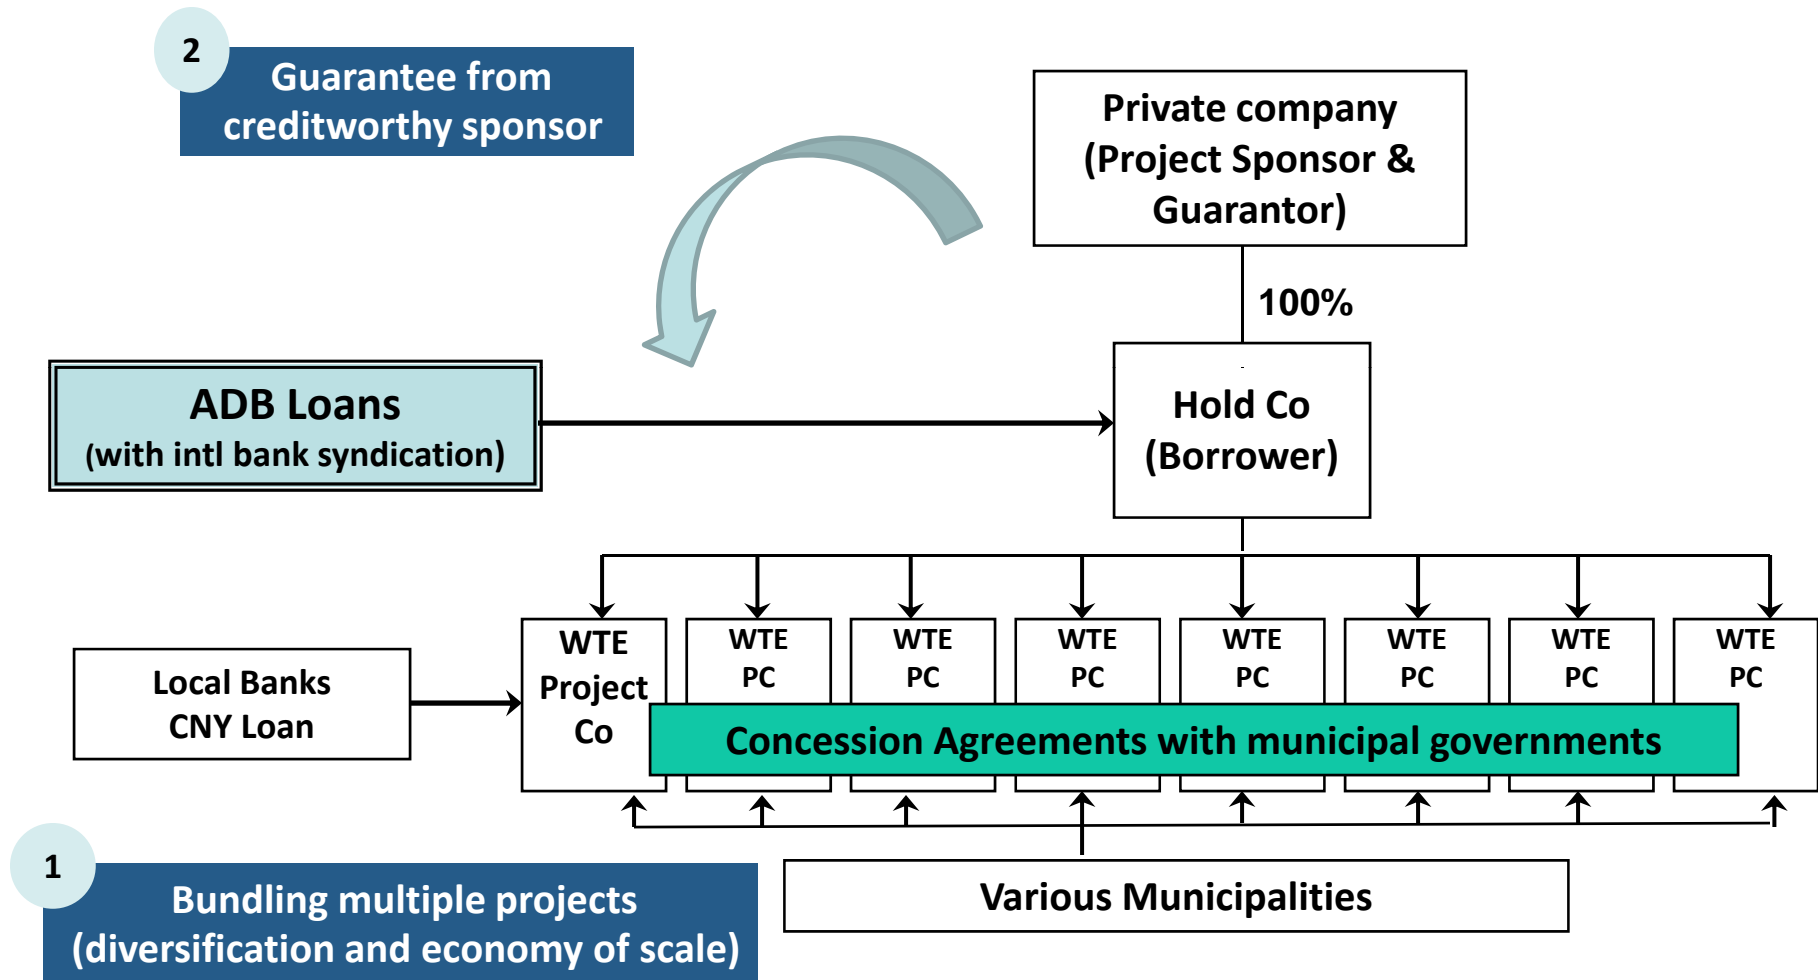 2
Guarantee from
creditworthy sponsor
Private company
(Project Sponsor &
Guarantor)
100%
ADB Loans
(with intl bank syndication)
Hold Co
(Borrower)
WTE
Project
Co
WTE
PC
WTE
PC
WTE
PC
WTE
PC
WTE
PC
WTE
PC
WTE
PC
Local Banks
CNY Loan
Concession Agreements with municipal governments
1
Bundling multiple projects
(diversification and economy of scale)
Various Municipalities